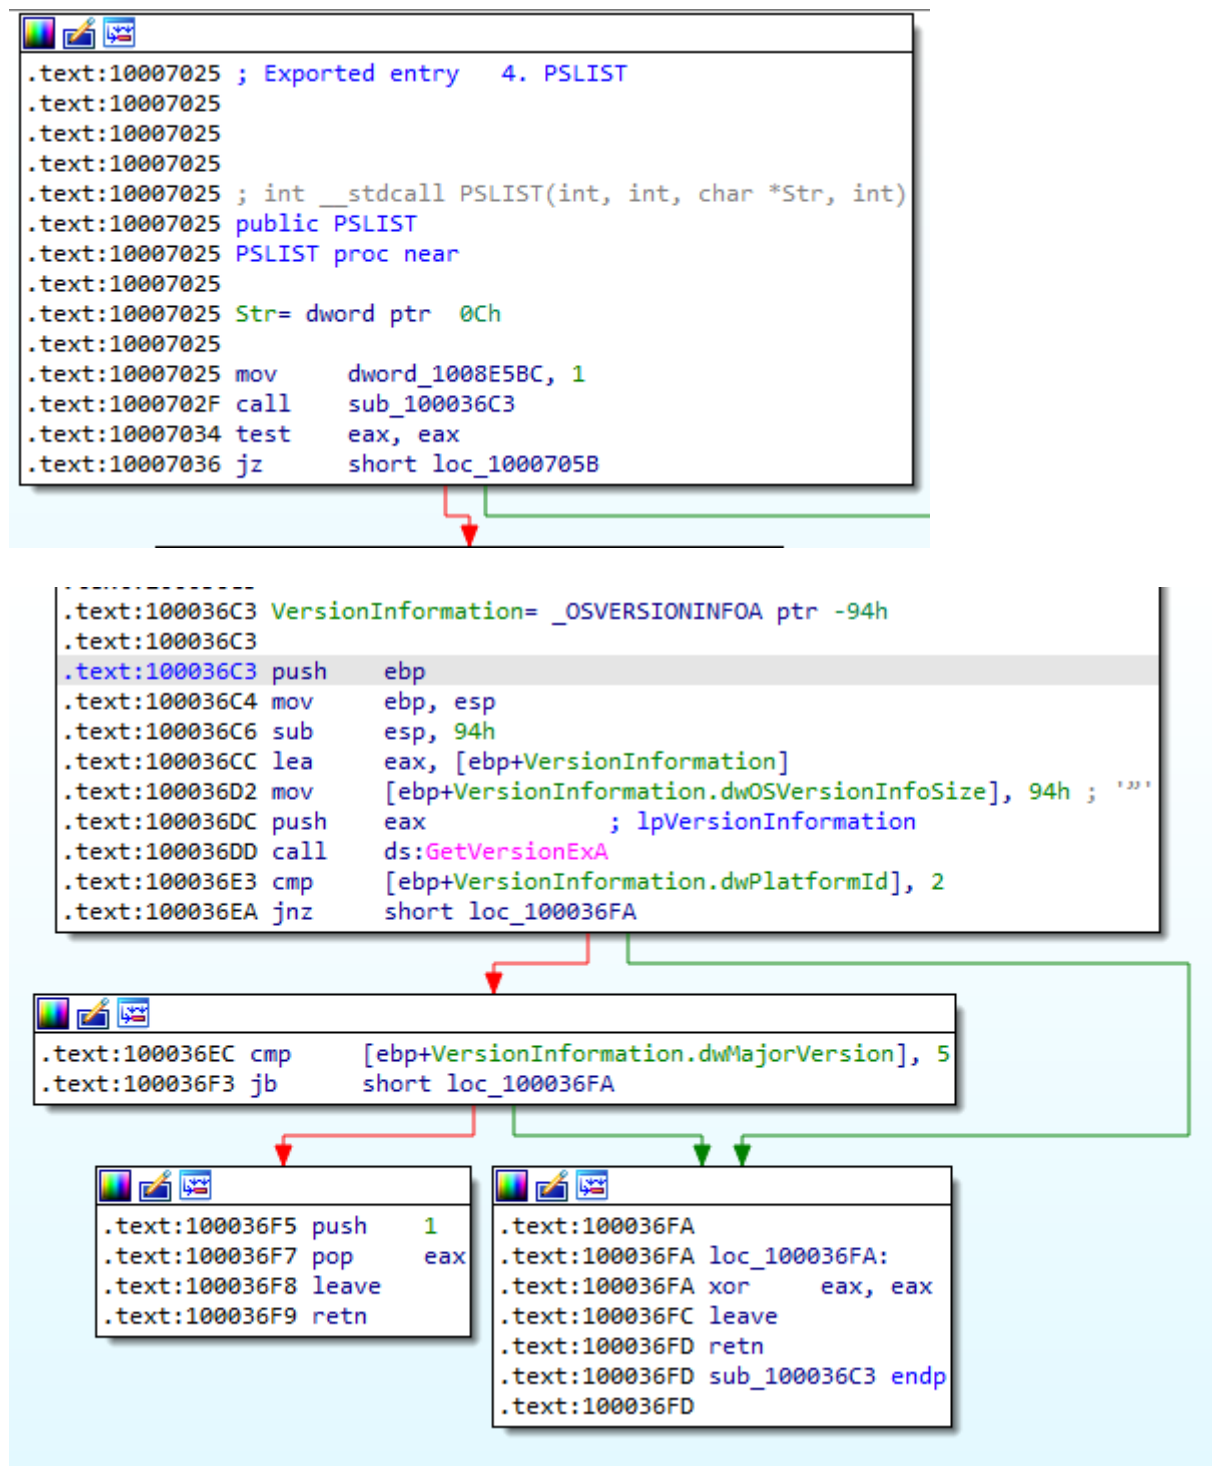 .text:10007025 ; Exported entry   4. PSLIST
.text:10007025
.text:10007025
.text:10007025
.text:10007025 ; int __stdcall PSLIST(int, int, char *Str, int)
.text:10007025 public PSLIST
.text:10007025 PSLIST proc near
.text:10007025
.text:10007025 Str= dword ptr  0Ch
.text:10007025
.text:10007025 mov     dword_1008E5BC, 1
.text:1000702F call    sub_100036C3
.text:10007034 test    eax, eax
.text:10007036 jz      short loc_1000705B
.text:100036C3 VersionInformation= _OSVERSIONINFOA ptr -94h
.text:100036C3
.text:100036C3 push    ebp
.text:100036C4 mov     ebp, esp
.text:100036C6 sub     esp, 94h
.text:100036CC lea     eax, [ebp+VersionInformation]
.text:100036D2 mov     [ebp+VersionInformation.dwOSVersionInfoSize], 94h ; '”'
.text:100036DC push    eax             ; lpVersionInformation
.text:100036DD call    ds:GetVersionExA
.text:100036E3 cmp     [ebp+VersionInformation.dwPlatformId], 2
.text:100036EA jnz     short loc_100036FA
.text:100036EC cmp     [ebp+VersionInformation.dwMajorVersion], 5
.text:100036F3 jb      short loc_100036FA
.text:100036F5 push    1
.text:100036F7 pop     eax
.text:100036F8 leave
.text:100036F9 retn
.text:100036FA
.text:100036FA loc_100036FA:
.text:100036FA xor     eax, eax
.text:100036FC leave
.text:100036FD retn
.text:100036FD sub_100036C3 endp
.text:100036FD